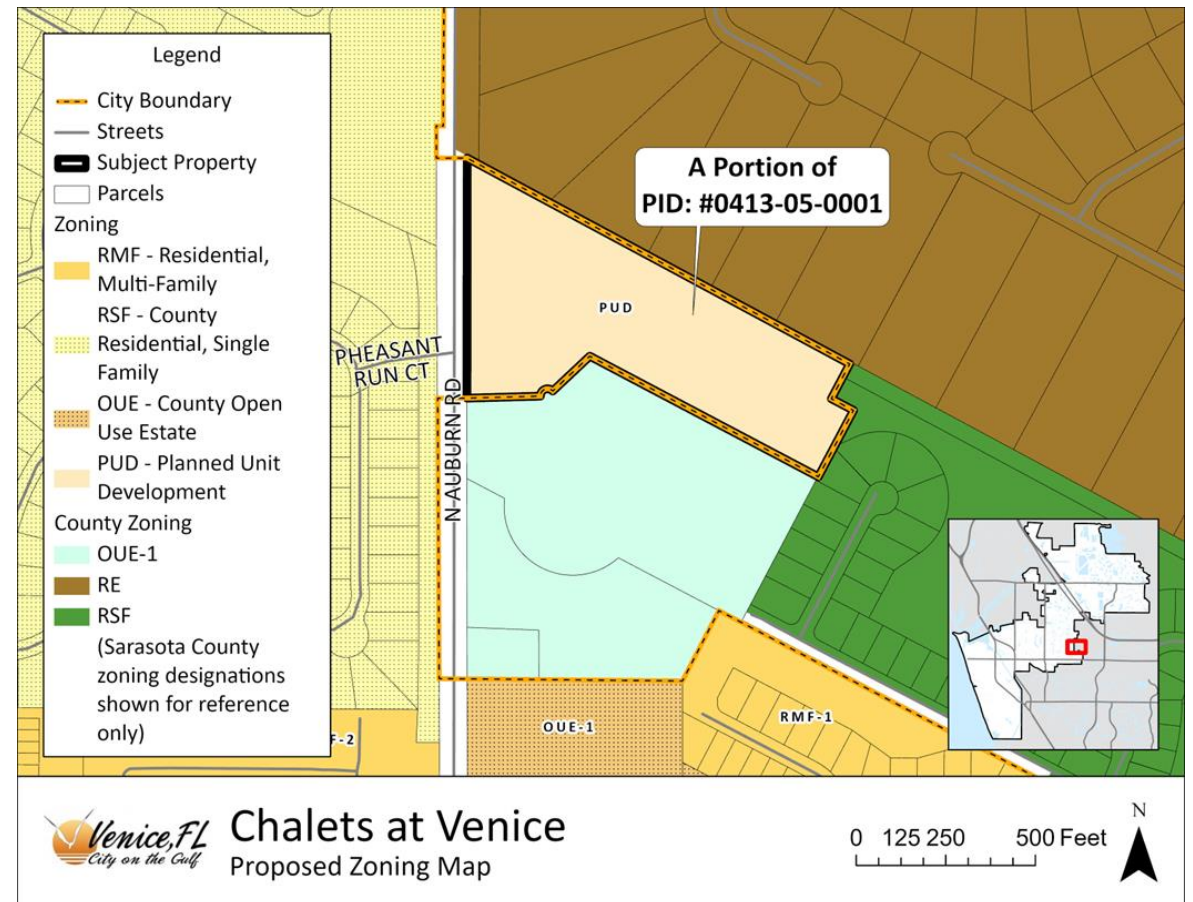 Legend
City Boundary
Streets
Subject Property
Parcels
Zoning
RMF - Residential,
Multi-Family
RSF - County
Residential, Single
Family
OUE - County Open
Use Estate
PUD - Planned Unit
Development
County Zoning
OUE-1
RE
RSF
(Sarasota County
zoning designations
shown for reference
only)
A Portion of
PID: #0413-05-0001
PUD
PHEASANT
RUN CT
N AUBURN RD
OUE-1
RMF-1
F-2
Venice, FL
City on the Gulf
Chalets at Venice
Proposed Zoning Map
0 125 250 500 Feet
N